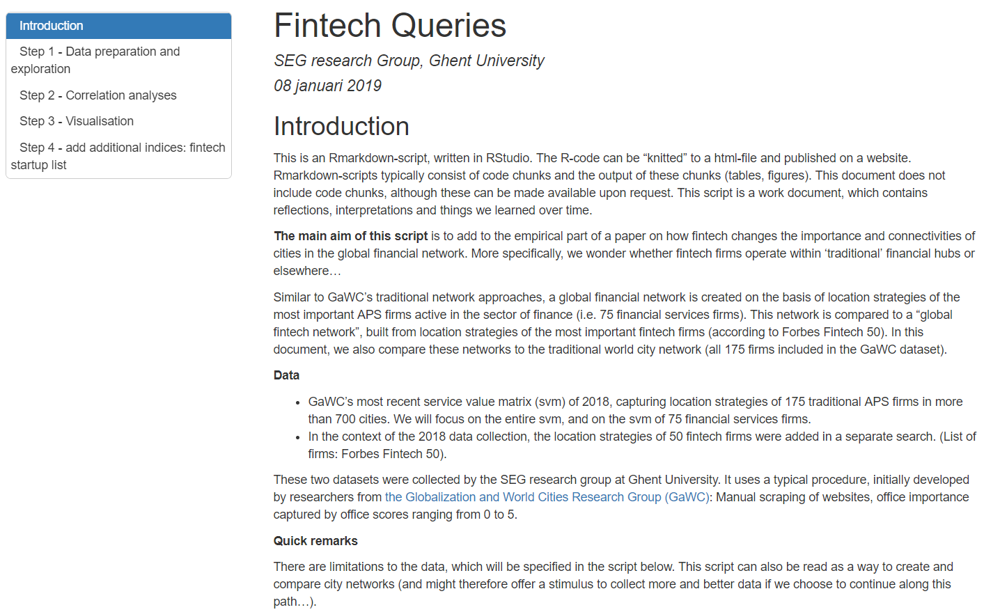 Introduction
Step 1 - Data preparation and
exploration
Step 2 - Correlation analyses
Step 3 - Visualisation
Step 4 - add additional indices: fintech
startup list
Fintech Queries
SEG research Group, Ghent University
08 januari 2019
Introduction
This is an Rmarkdown-script, written in RStudio. The R-code can be “knitted” to a html-file and published on a website.
Rmarkdown-scripts typically consist of code chunks and the output of these chunks (tables, figures). This document does not
include code chunks, although these can be made available upon request. This script is a work document, which contains
reflections, interpretations and things we learned over time.
The main aim of this script is to add to the empirical part of a paper on how fintech changes the importance and connectivities of
cities in the global financial network. More specifically, we wonder whether fintech firms operate within ‘traditional’ financial hubs or
elsewhere…
Similar to GaWC’s traditional network approaches, a global financial network is created on the basis of location strategies of the
most important APS firms active in the sector of finance (i.e. 75 financial services firms). This network is compared to a “global
fintech network”, built from location strategies of the most important fintech firms (according to Forbes Fintech 50). In this
document, we also compare these networks to the traditional world city network (all 175 firms included in the GaWC dataset).
Data
• GaWC’s most recent service value matrix (svm) of 2018, capturing location strategies of 175 traditional APS firms in more
than 700 cities. We will focus on the entire svm, and on the svm of 75 financial services firms.
• In the context of the 2018 data collection, the location strategies of 50 fintech firms were added in a separate search. (List of
firms: Forbes Fintech 50).
These two datasets were collected by the SEG research group at Ghent University. It uses a typical procedure, initially developed
by researchers from the Globalization and World Cities Research Group (GaWC): Manual scraping of websites, office importance
captured by office scores ranging from 0 to 5.
Quick remarks
There are limitations to the data, which will be specified in the script below. This script can also be read as a way to create and
compare city networks (and might therefore offer a stimulus to collect more and better data if we choose to continue along this
path…).